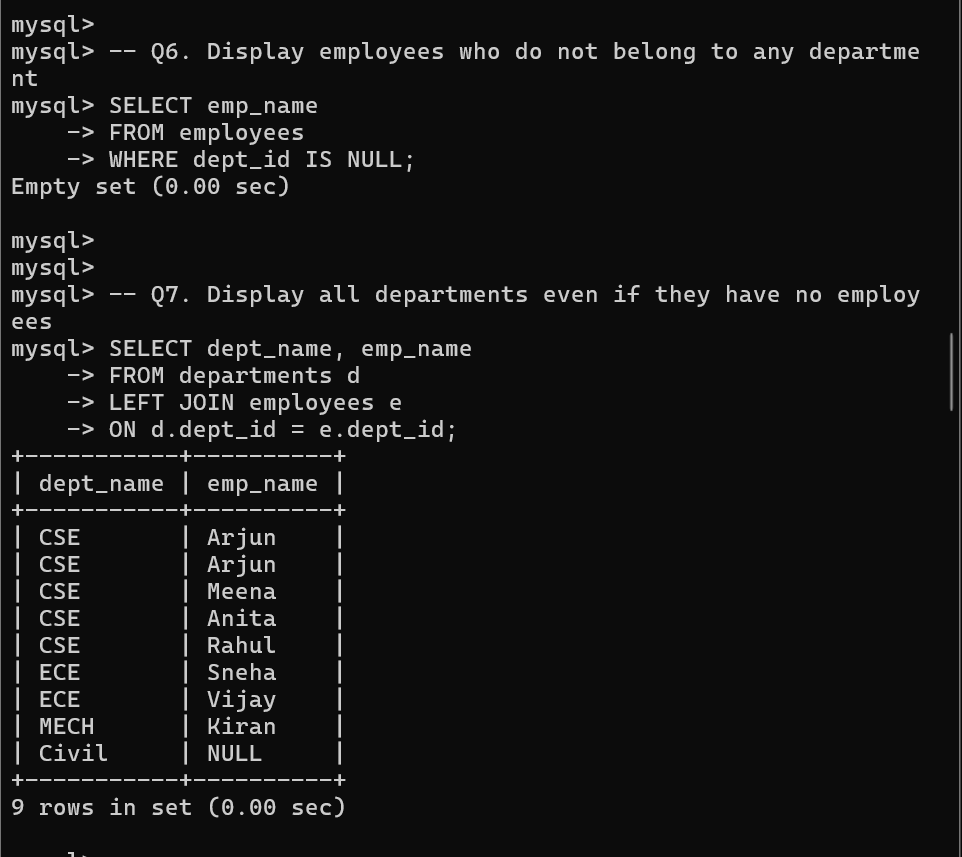 mysql>
mysql> -- Q6. Display employees who do not belong to any departme
nt
mysql> SELECT emp_name
    -> FROM employees
    -> WHERE dept_id IS NULL;
Empty set (0.00 sec)

mysql>
mysql>
mysql> -- Q7. Display all departments even if they have no employ
ees
mysql> SELECT dept_name, emp_name
    -> FROM departments d
    -> LEFT JOIN employees e
    -> ON d.dept_id = e.dept_id;
+-----------+----------+
| dept_name | emp_name |
+-----------+----------+
| CSE       | Arjun    |
| CSE       | Arjun    |
| CSE       | Meena    |
| CSE       | Anita    |
| CSE       | Rahul    |
| ECE       | Sneha    |
| ECE       | Vijay    |
| MECH      | Kiran    |
| Civil     | NULL     |
+-----------+----------+
9 rows in set (0.00 sec)